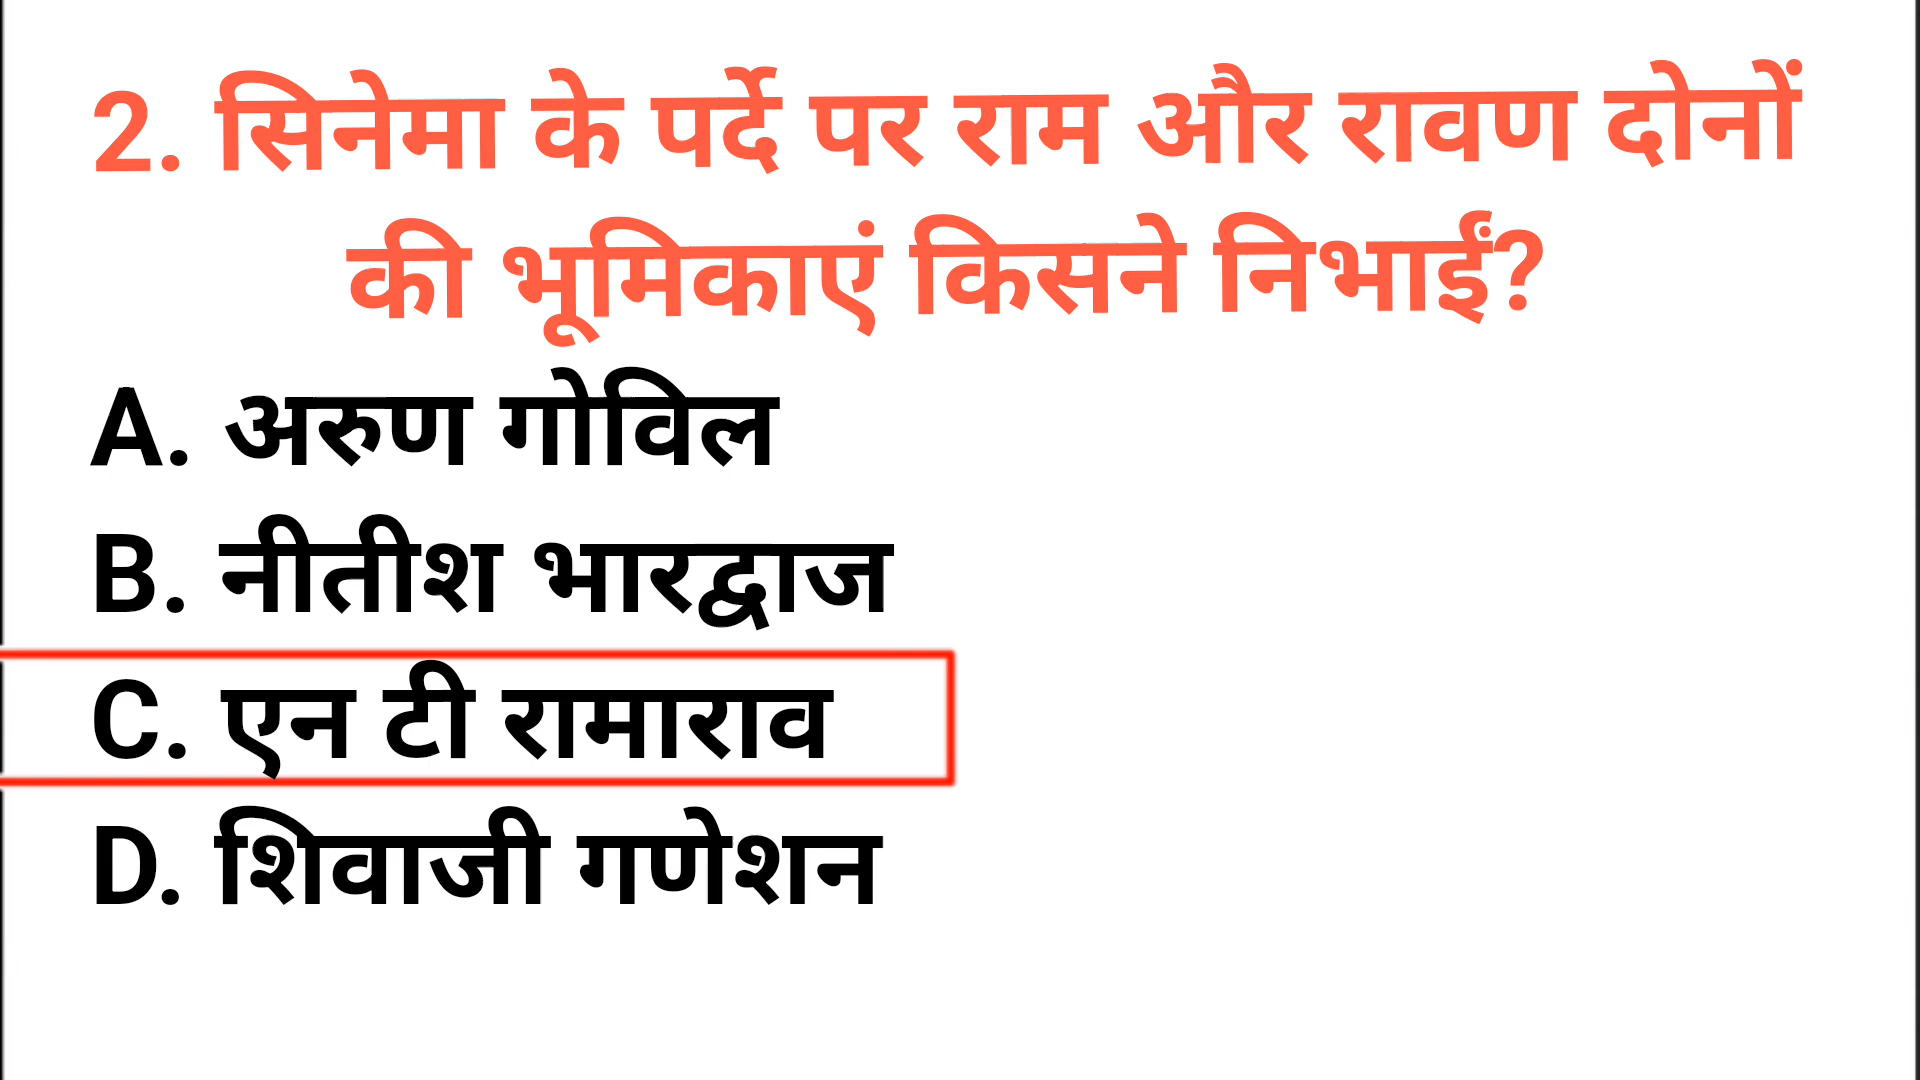 2. सिनेमा के पर्दे पर राम और रावण दोनों
की भूमिकाएं किसने निभाईं?
A. अरुण गोविल
B. नीतीश भारद्वाज
C. एन टी रामाराव
D. शिवाजी गणेशन